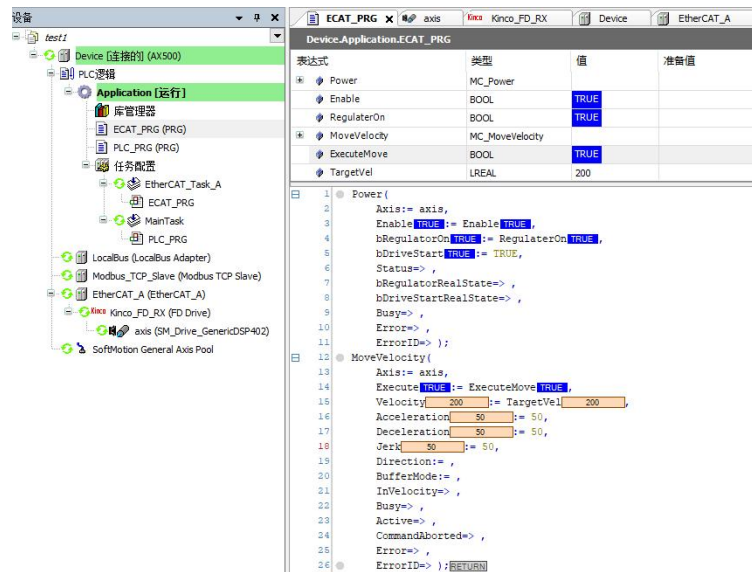 设备
test1
Device [连接的] (AX500)
PLC逻辑
Application [运行]
库管理器
ECAT_PRG (PRG)
PLC_PRG (PRG)
任务配置
EtherCAT_Task_A
ECAT_PRG
MainTask
PLC_PRG
LocalBus (LocalBus Adapter)
Modbus_TCP_Slave (Modbus TCP Slave)
EtherCAT_A (EtherCAT_A)
Kinco Kinco_FD_RX (FD Drive)
axis (SM_Drive_GenericDSP402)
SoftMotion General Axis Pool
ECAT_PRG axis Kinco Kinco_FD_RX Device EtherCAT_A
Device.Application.ECAT_PRG
表达式 类型 值 准备值
Power MC_Power
Enable BOOL TRUE
RegulaterOn BOOL TRUE
MoveVelocity MC_MoveVelocity
ExecuteMove BOOL TRUE
TargetVel LREAL 200
1 Power(
2 Axis:= axis,
3 Enable TRUE := Enable TRUE ,
4 bRegulatorOn TRUE := RegulaterOn TRUE ,
5 bDriveStart TRUE := TRUE,
6 Status=> ,
7 bRegulatorRealState=> ,
8 bDriveStartRealState=> ,
9 Busy=> ,
10 Error=> ,
11 ErrorID=> );
12 MoveVelocity(
13 Axis:= axis,
14 Execute TRUE := ExecuteMove TRUE ,
15 Velocity 200 := TargetVel 200 ,
16 Acceleration 50 := 50,
17 Deceleration 50 := 50,
18 Jerk 50 := 50,
19 Direction:= ,
20 BufferMode:= ,
21 InVelocity=> ,
22 Busy=> ,
23 Active=> ,
24 CommandAborted=> ,
25 Error=> ,
26 ErrorID=> ); RETURN